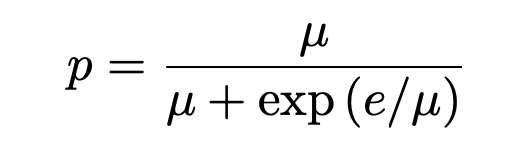 p = μ / (μ + exp (e/μ))